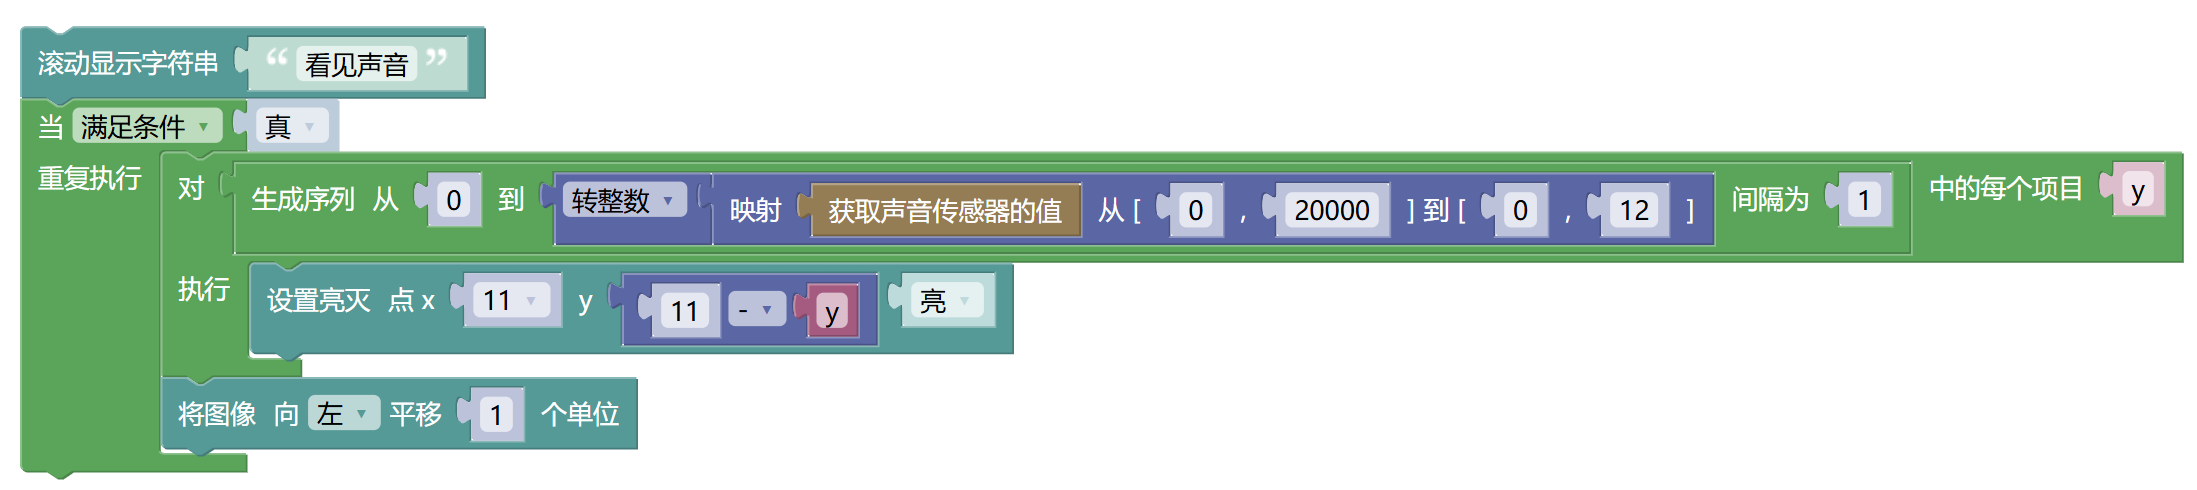 滚动显示字符串 “ 看见声音 ”
当 满足条件 真
重复执行 对 生成序列 从 0 到 转整数 映射 获取声音传感器的值 从 [ 0 , 20000 ] 到 [ 0 , 12 ] 间隔为 1 中的每个项目 y
执行 设置亮灭 点 x 11 y 11 - y 亮
将图像 向 左 平移 1 个单位